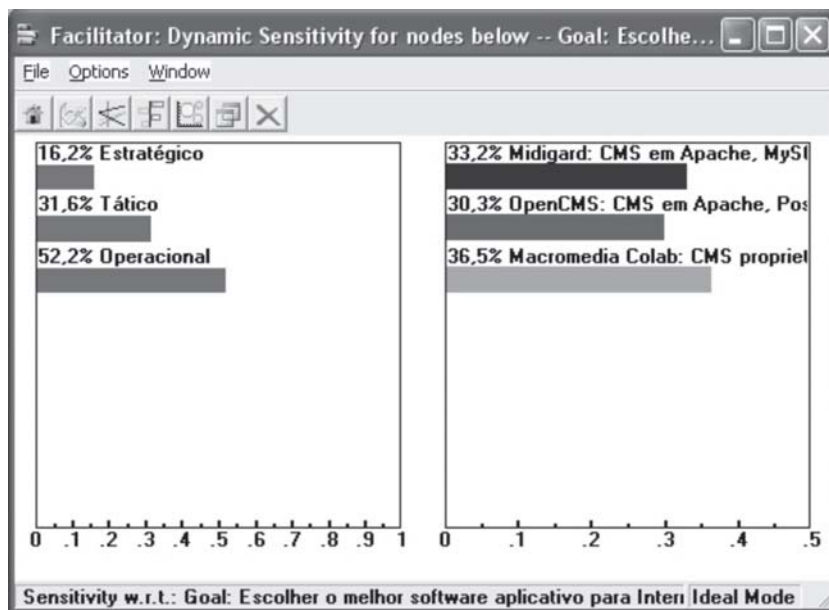 Facilitator: Dynamic Sensitivity for nodes below -- Goal: Escolhe...
File Options Window
16,2% Estratégico
31,6% Tático
52,2% Operacional
0 .1 .2 .3 .4 .5 .6 .7 .8 .9 1
33,2% Midigard: CMS em Apache,
30,3% OpenCMS: CMS em Apache, Pos
36,5% Macromedia Colab: CMS propriet
0 .1 .2 .3 .4 .5
Sensitivity w.r.t.: Goal: Escolher o melhor software aplicativo para Ideal Mode